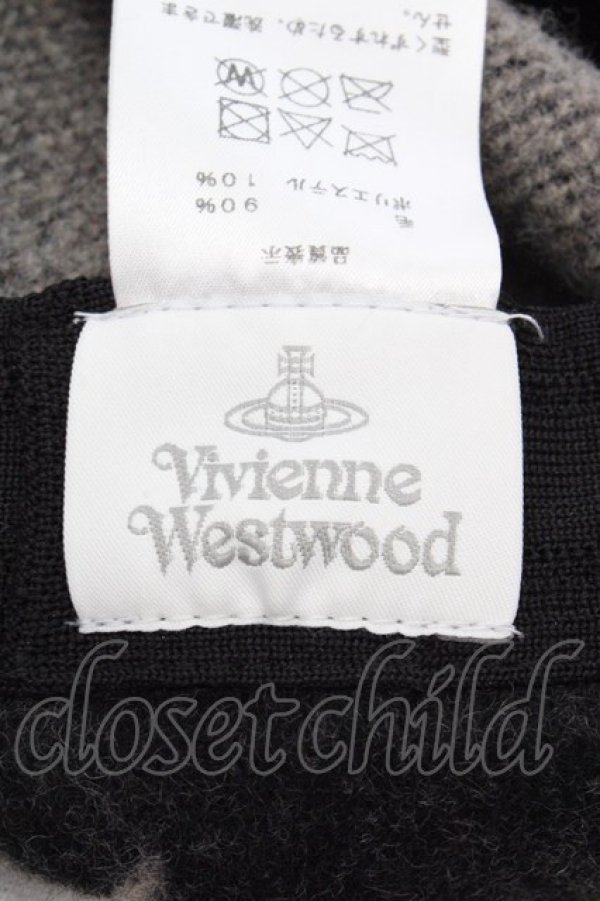 品質表示
毛 90%
ポリエステル 10%
W
型くずれするため、洗濯できま
せん。
Vivienne
Westwood
closet child